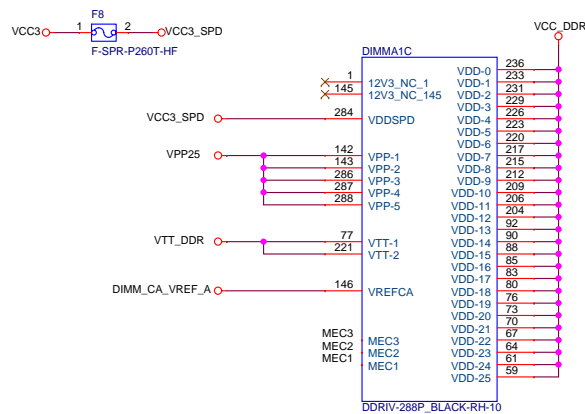 F8
VCC3 1 2 VCC3_SPD
F-SPR-P260T-HF
VCC_DDR
DIMMA1C
1 12V3_NC_1
145 12V3_NC_145
VCC3_SPD 284 VDDSPD
VPP25 142 VPP-1
143 VPP-2
286 VPP-3
287 VPP-4
288 VPP-5
VTT_DDR 77 VTT-1
221 VTT-2
DIMM_CA_VREF_A 146 VREFCA
MEC3 MEC3
MEC2 MEC2
MEC1 MEC1
VDD-0 236
VDD-1 233
VDD-2 231
VDD-3 229
VDD-4 226
VDD-5 223
VDD-6 220
VDD-7 217
VDD-8 215
VDD-9 212
VDD-10 209
VDD-11 206
VDD-12 204
VDD-13 92
VDD-14 90
VDD-15 88
VDD-16 85
VDD-17 83
VDD-18 80
VDD-19 76
VDD-20 73
VDD-21 70
VDD-22 67
VDD-23 64
VDD-24 61
VDD-25 59
DDRIV-288P_BLACK-RH-10